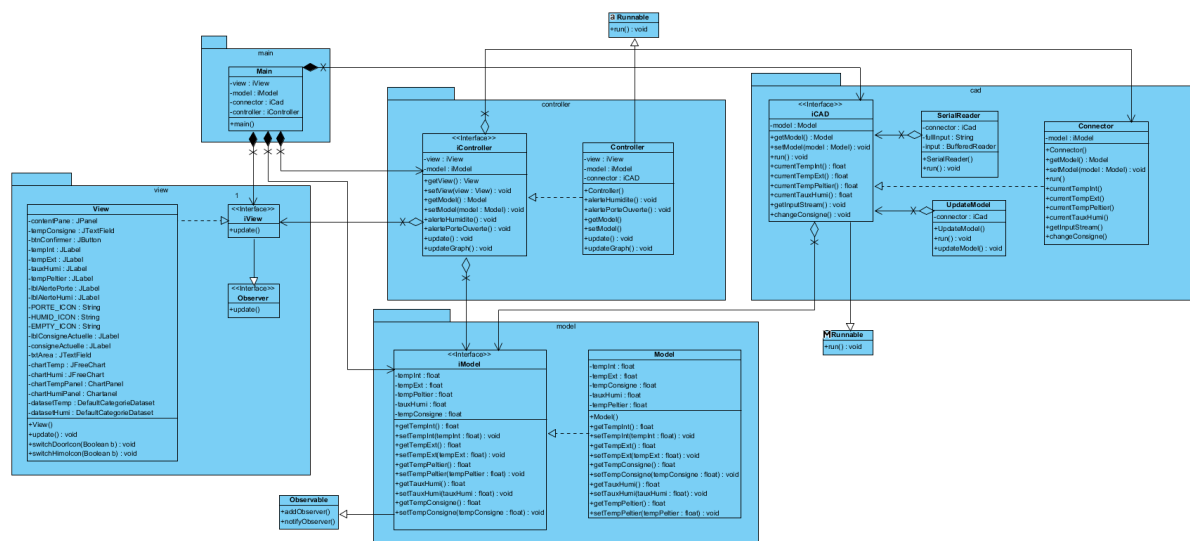 a Runnable
+run() : void
main
Main
-view : iView
-model : iModel
-connector : iCad
-controller : iController
+main()
controller
<<Interface>>
iController
-view : iView
-model : iModel
+getView() : View
+setView(view : View) : void
+getModel() : Model
+setModel(model : Model) : void
+alerteHumidite() : void
+alertePorteOuverte() : void
+update() : void
+updateGraph() : void
Controller
-view : iView
-model : iModel
-connector : iCAD
+Controller()
+alerteHumidite() : void
+alertePorteOuverte() : void
+getModel()
+setModel()
+update() : void
+updateGraph() : void
cad
<<Interface>>
iCAD
-model : Model
+getModel() : Model
+setModel(model : Model) : void
+run() : void
+currentTempInt() : float
+currentTempExt() : float
+currentTempPeltier() : float
+currentTauxHumi() : float
+getInputStream() : void
+changeConsigne() : void
SerialReader
-connector : iCad
-fullInput : String
-Input : BufferedReader
+SerialReader()
+run() : void
UpdateModel
-connector : iCad
+UpdateModel()
+run() : void
+updateModel() : void
Connector
-model : iModel
+Connector()
+getModel() : Model
+setModel(model : Model) : void
+run()
+currentTempInt()
+currentTempExt()
+currentTempPeltier()
+currentTauxHumi()
+getInputStream()
+changeConsigne()
view
View
-contentPane : JPanel
-tempConsigne : JTextField
-btnConfirmer : JButton
-tempInt : JLabel
-tempExt : JLabel
-tauxHumi : JLabel
-tempPeltier : JLabel
-lblAlertePorte : JLabel
-lblAlerteHumi : JLabel
-PORTE_ICON : String
-HUMID_ICON : String
-EMPTY_ICON : String
-lblConsigneActuelle : JLabel
-consigneActuelle : JLabel
-txtArea : JTextField
-chartTemp : JFreeChart
-chartHumi : JFreeChart
-chartTempPanel : ChartPanel
-chartHumiPanel : Chartanel
-datasetTemp : DefaultCategorieDataset
-datasetHumi : DefaultCategorieDataset
+View()
+update() : void
+switchDoorIcon(Boolean b) : void
+switchHimoIcon(Boolean b) : void
1
<<Interface>>
iView
+update()
<<Interface>>
Observer
+update()
MRunnable
+run() : void
model
<<Interface>>
iModel
-tempInt : float
-tempExt : float
-tempPeltier : float
-tauxHumi : float
-tempConsigne : float
+getTempInt() : float
+setTempInt(tempInt : float) : void
+getTempExt() : float
+setTempExt(tempExt : float) : void
+getTempPeltier() : float
+setTempPeltier(tempPeltier : float) : void
+getTauxHumi() : float
+setTauxHumi(tauxHumi : float) : void
+getTempConsigne() : float
+setTempConsigne(tempConsigne : float) : void
Model
-tempInt : float
-tempExt : float
-tempConsigne : float
-tauxHumi : float
-tempPeltier : float
+Model()
+getTempInt() : float
+setTempInt(tempInt : float) : void
+getTempExt() : float
+setTempExt(tempExt : float) : void
+getTempConsigne() : float
+setTempConsigne(tempConsigne : float) : void
+getTauxHumi() : float
+setTauxHumi(tauxHumi : float) : void
+getTempPeltier() : float
+setTempPeltier(tempPeltier : float) : void
Observable
+addObserver()
+notifyObserver()